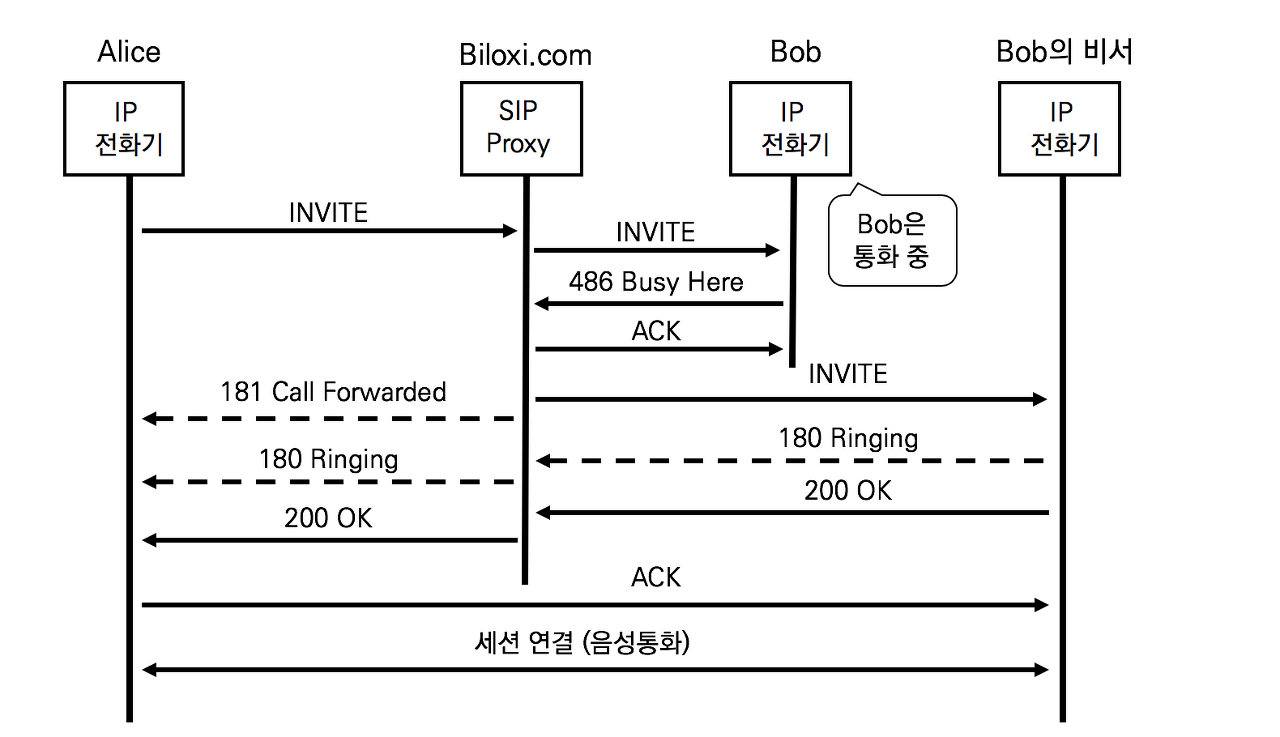 Alice
Biloxi.com
Bob
Bob의 비서
IP
전화기
SIP
Proxy
IP
전화기
IP
전화기
Bob은
통화 중
INVITE
INVITE
486 Busy Here
ACK
INVITE
181 Call Forwarded
180 Ringing
180 Ringing
200 OK
200 OK
ACK
세션 연결 (음성통화)